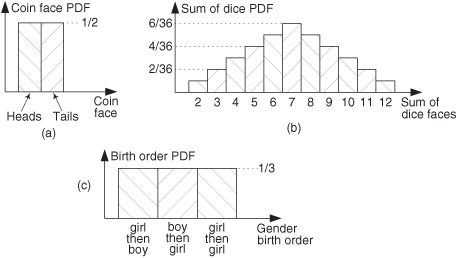 Coin face PDF
1/2
Heads
Tails
Coin
face
(a)
Sum of dice PDF
6/36
4/36
2/36
2 3 4 5 6 7 8 9 10 11 12
Sum of
dice faces
(b)
Birth order PDF
1/3
(c)
girl
then
boy
boy
then
girl
girl
then
girl
Gender
birth order